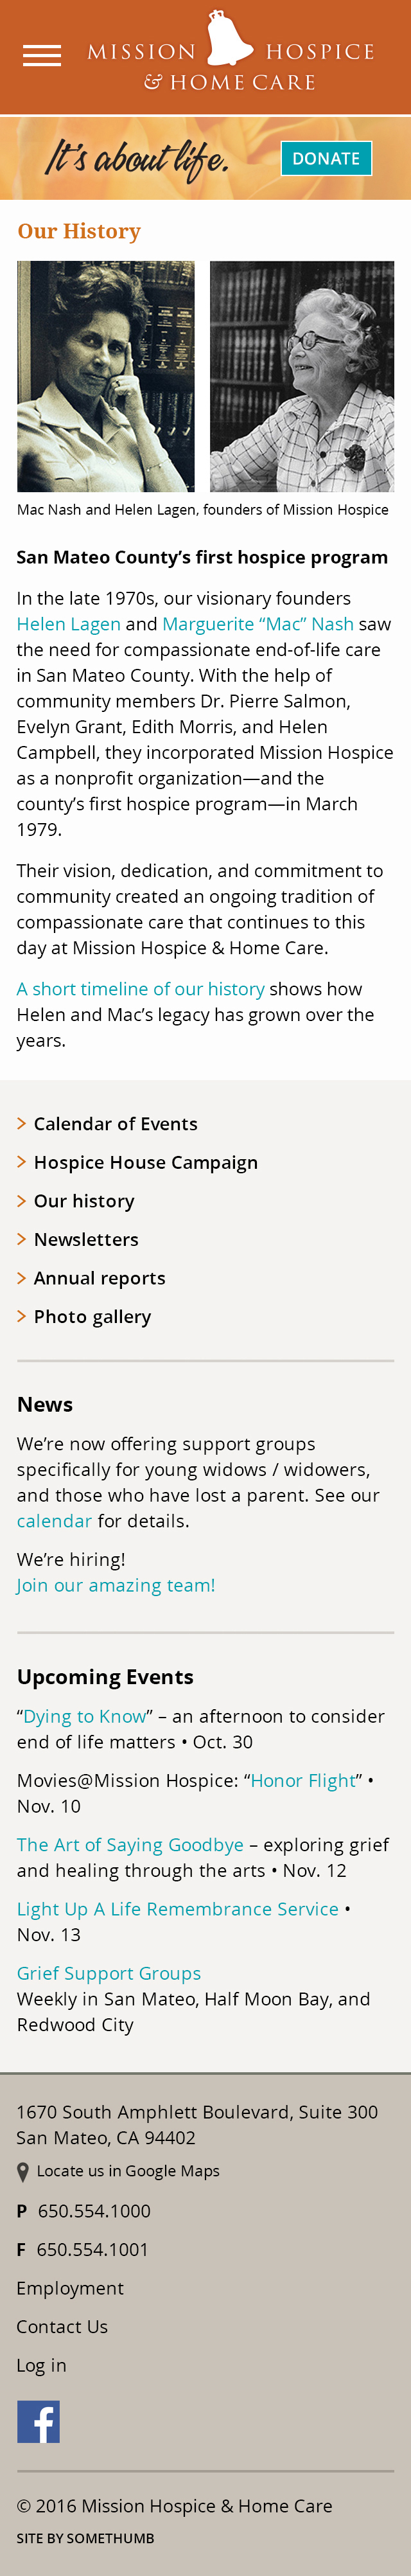 MISSION HOSPICE
& HOME CARE
It's about life.
DONATE
Our History
Mac Nash and Helen Lagen, founders of Mission Hospice
San Mateo County’s first hospice program
In the late 1970s, our visionary founders
Helen Lagen and Marguerite “Mac” Nash saw
the need for compassionate end-of-life care
in San Mateo County. With the help of
community members Dr. Pierre Salmon,
Evelyn Grant, Edith Morris, and Helen
Campbell, they incorporated Mission Hospice
as a nonprofit organization—and the
county’s first hospice program—in March
1979.
Their vision, dedication, and commitment to
community created an ongoing tradition of
compassionate care that continues to this
day at Mission Hospice & Home Care.
A short timeline of our history shows how
Helen and Mac’s legacy has grown over the
years.
Calendar of Events
Hospice House Campaign
Our history
Newsletters
Annual reports
Photo gallery
News
We’re now offering support groups
specifically for young widows / widowers,
and those who have lost a parent. See our
calendar for details.
We’re hiring!
Join our amazing team!
Upcoming Events
“Dying to Know” – an afternoon to consider
end of life matters • Oct. 30
Movies@Mission Hospice: “Honor Flight” •
Nov. 10
The Art of Saying Goodbye – exploring grief
and healing through the arts • Nov. 12
Light Up A Life Remembrance Service •
Nov. 13
Grief Support Groups
Weekly in San Mateo, Half Moon Bay, and
Redwood City
1670 South Amphlett Boulevard, Suite 300
San Mateo, CA 94402
Locate us in Google Maps
P 650.554.1000
F 650.554.1001
Employment
Contact Us
Log in
© 2016 Mission Hospice & Home Care
SITE BY SOMETHUMB